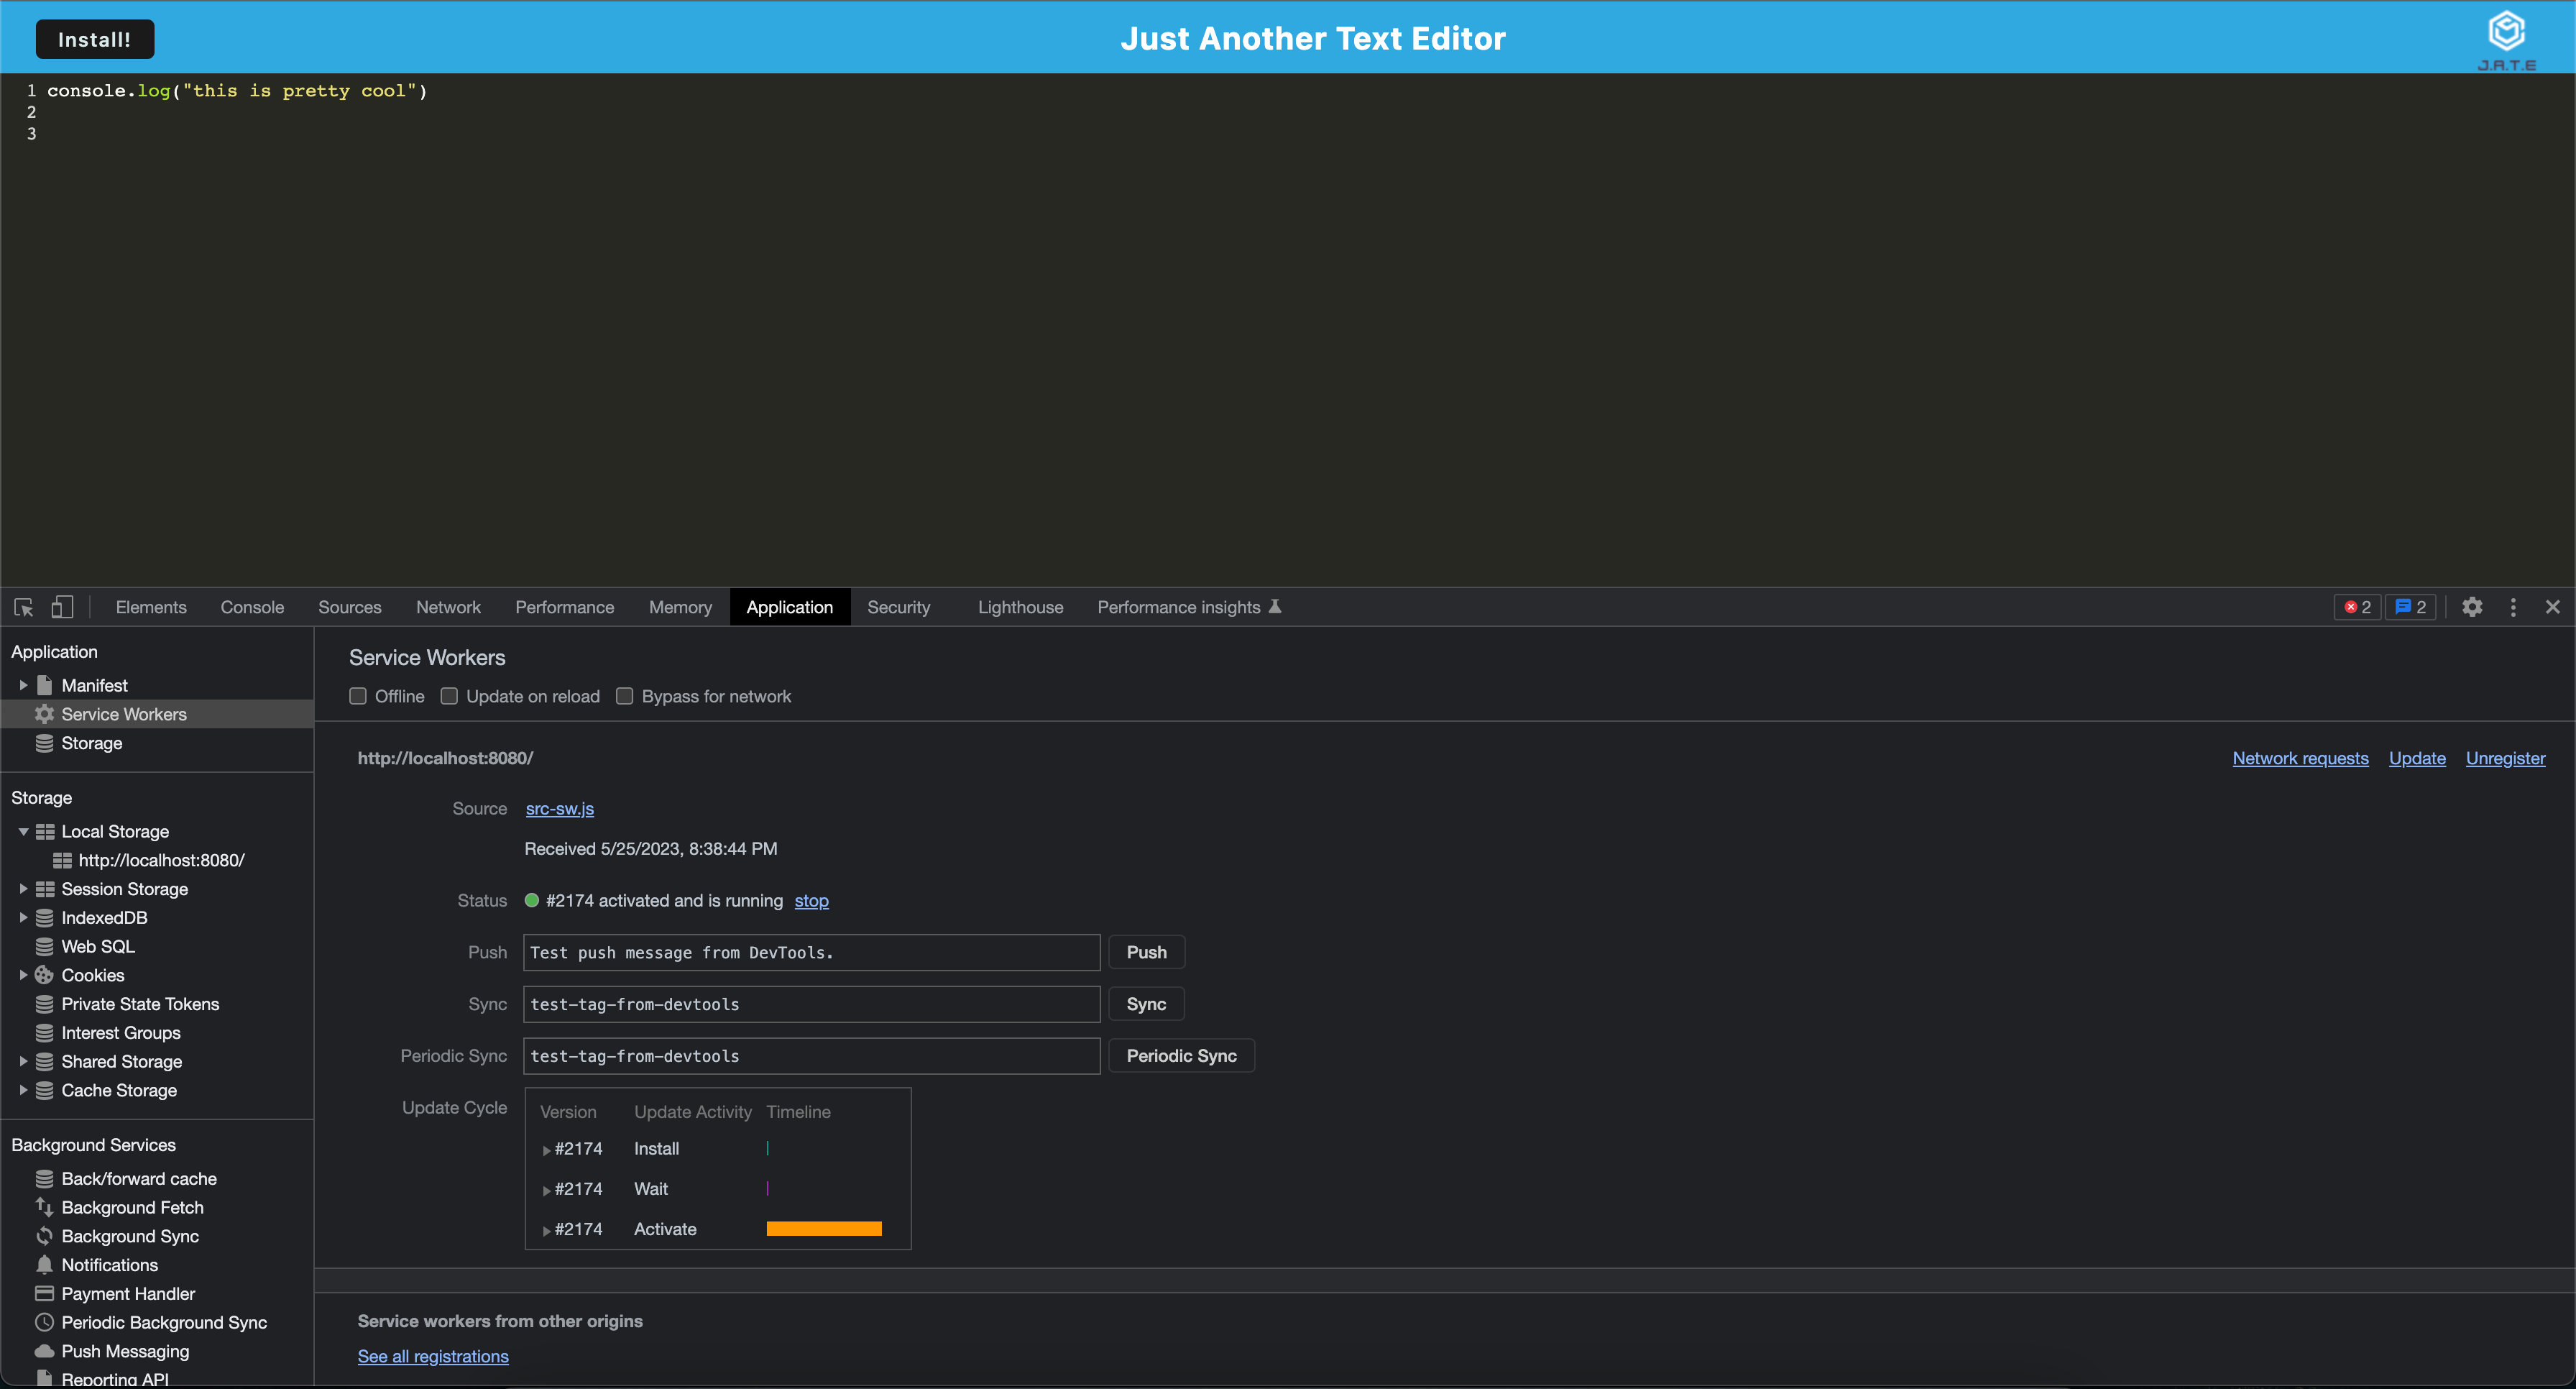 Install!
Just Another Text Editor
J.A.T.E
1 console.log("this is pretty cool")
2
3
Elements Console Sources Network Performance Memory Application Security Lighthouse Performance insights 2 2
Application
Manifest
Service Workers
Storage
Storage
Local Storage
http://localhost:8080/
Session Storage
IndexedDB
Web SQL
Cookies
Private State Tokens
Interest Groups
Shared Storage
Cache Storage
Background Services
Back/forward cache
Background Fetch
Background Sync
Notifications
Payment Handler
Periodic Background Sync
Push Messaging
Reporting API
Service Workers
Offline Update on reload Bypass for network
http://localhost:8080/ Network requests Update Unregister
Source src-sw.js
Received 5/25/2023, 8:38:44 PM
Status #2174 activated and is running stop
Push Test push message from DevTools. Push
Sync test-tag-from-devtools Sync
Periodic Sync test-tag-from-devtools Periodic Sync
Update Cycle Version Update Activity Timeline
#2174 Install
#2174 Wait
#2174 Activate
Service workers from other origins
See all registrations